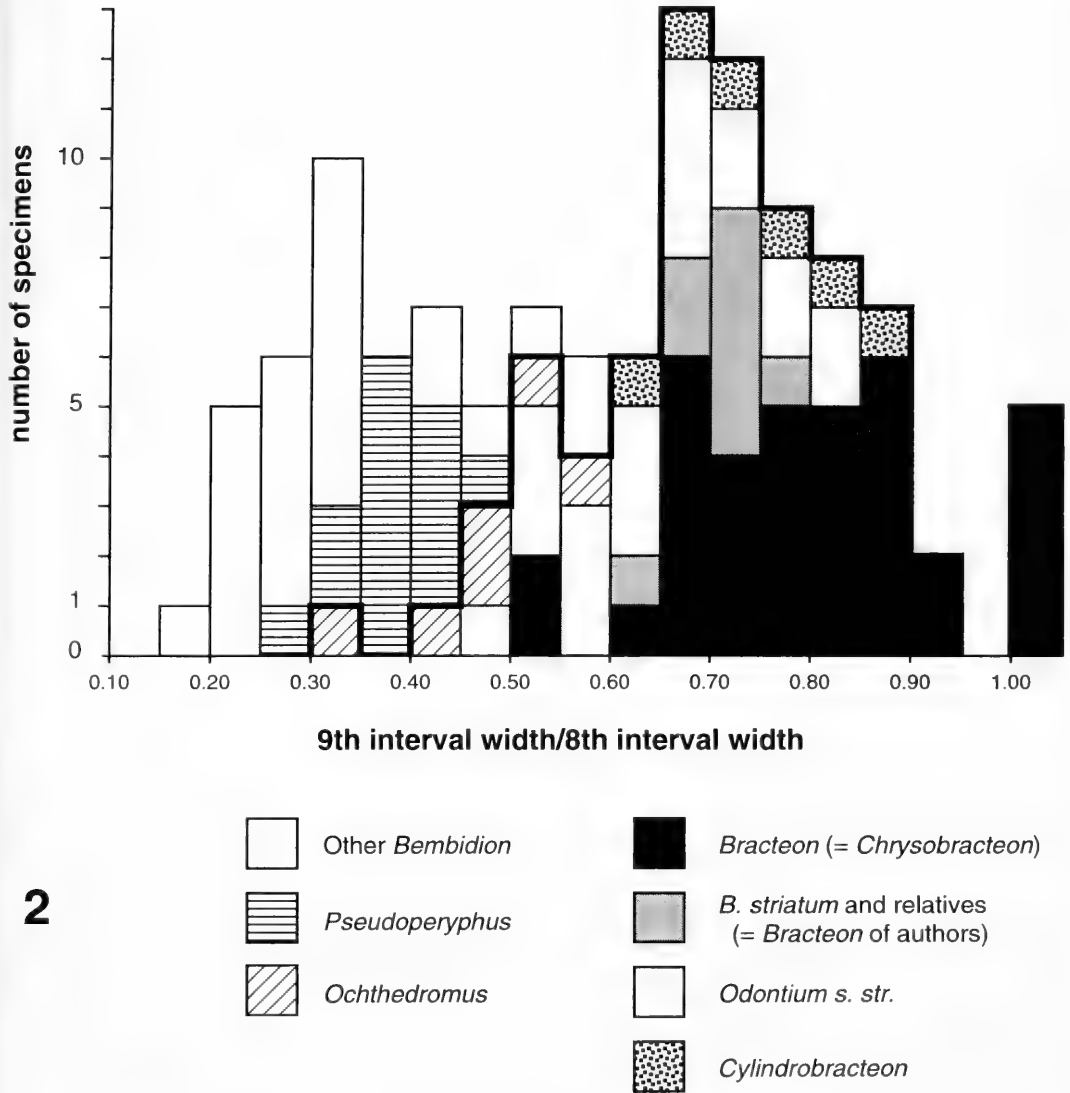 number of specimens
10
5
1
0
0.10 0.20 0.30 0.40 0.50 0.60 0.70 0.80 0.90 1.00
9th interval width/8th interval width
2
Other Bembidion
Pseudoperyphus
Ochthedromus
Bracteon (= Chrysobracteon)
B. striatum and relatives
(= Bracteon of authors)
Odontium s. str.
Cylindrobracteon